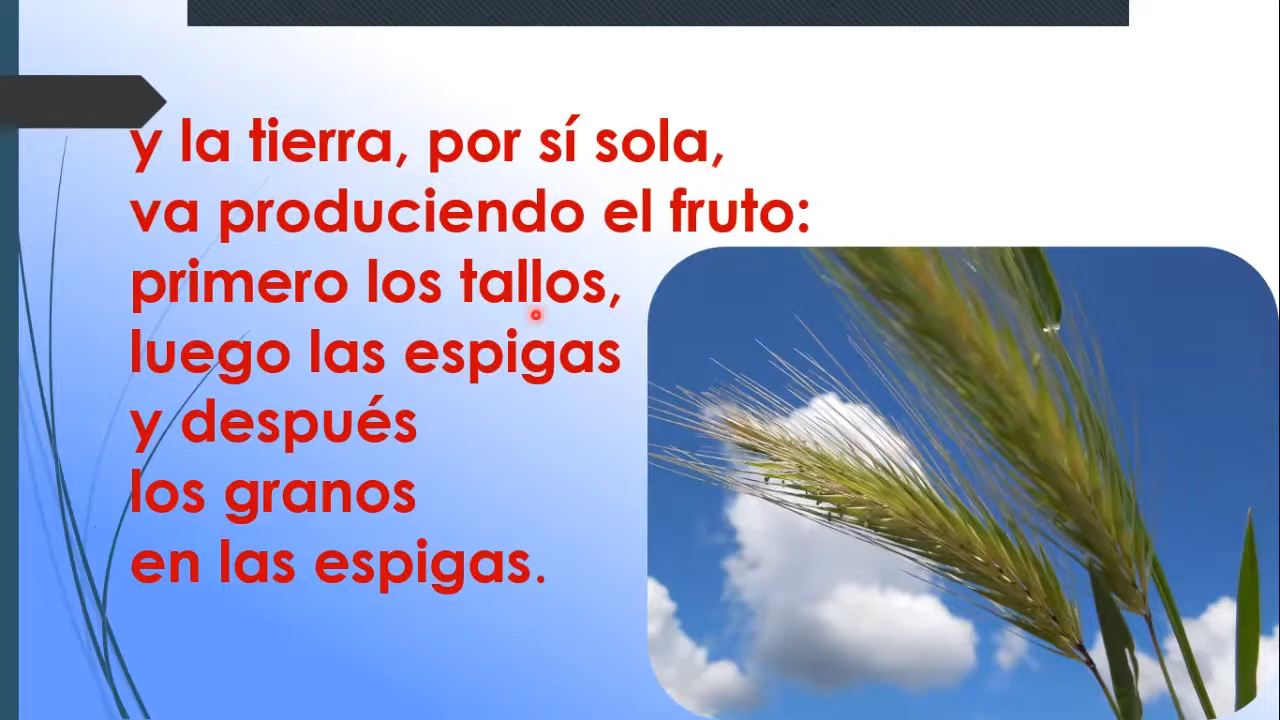 y la tierra, por sí sola,
va produciendo el fruto:
primero los tallos,
luego las espigas
y después
los granos
en las espigas.